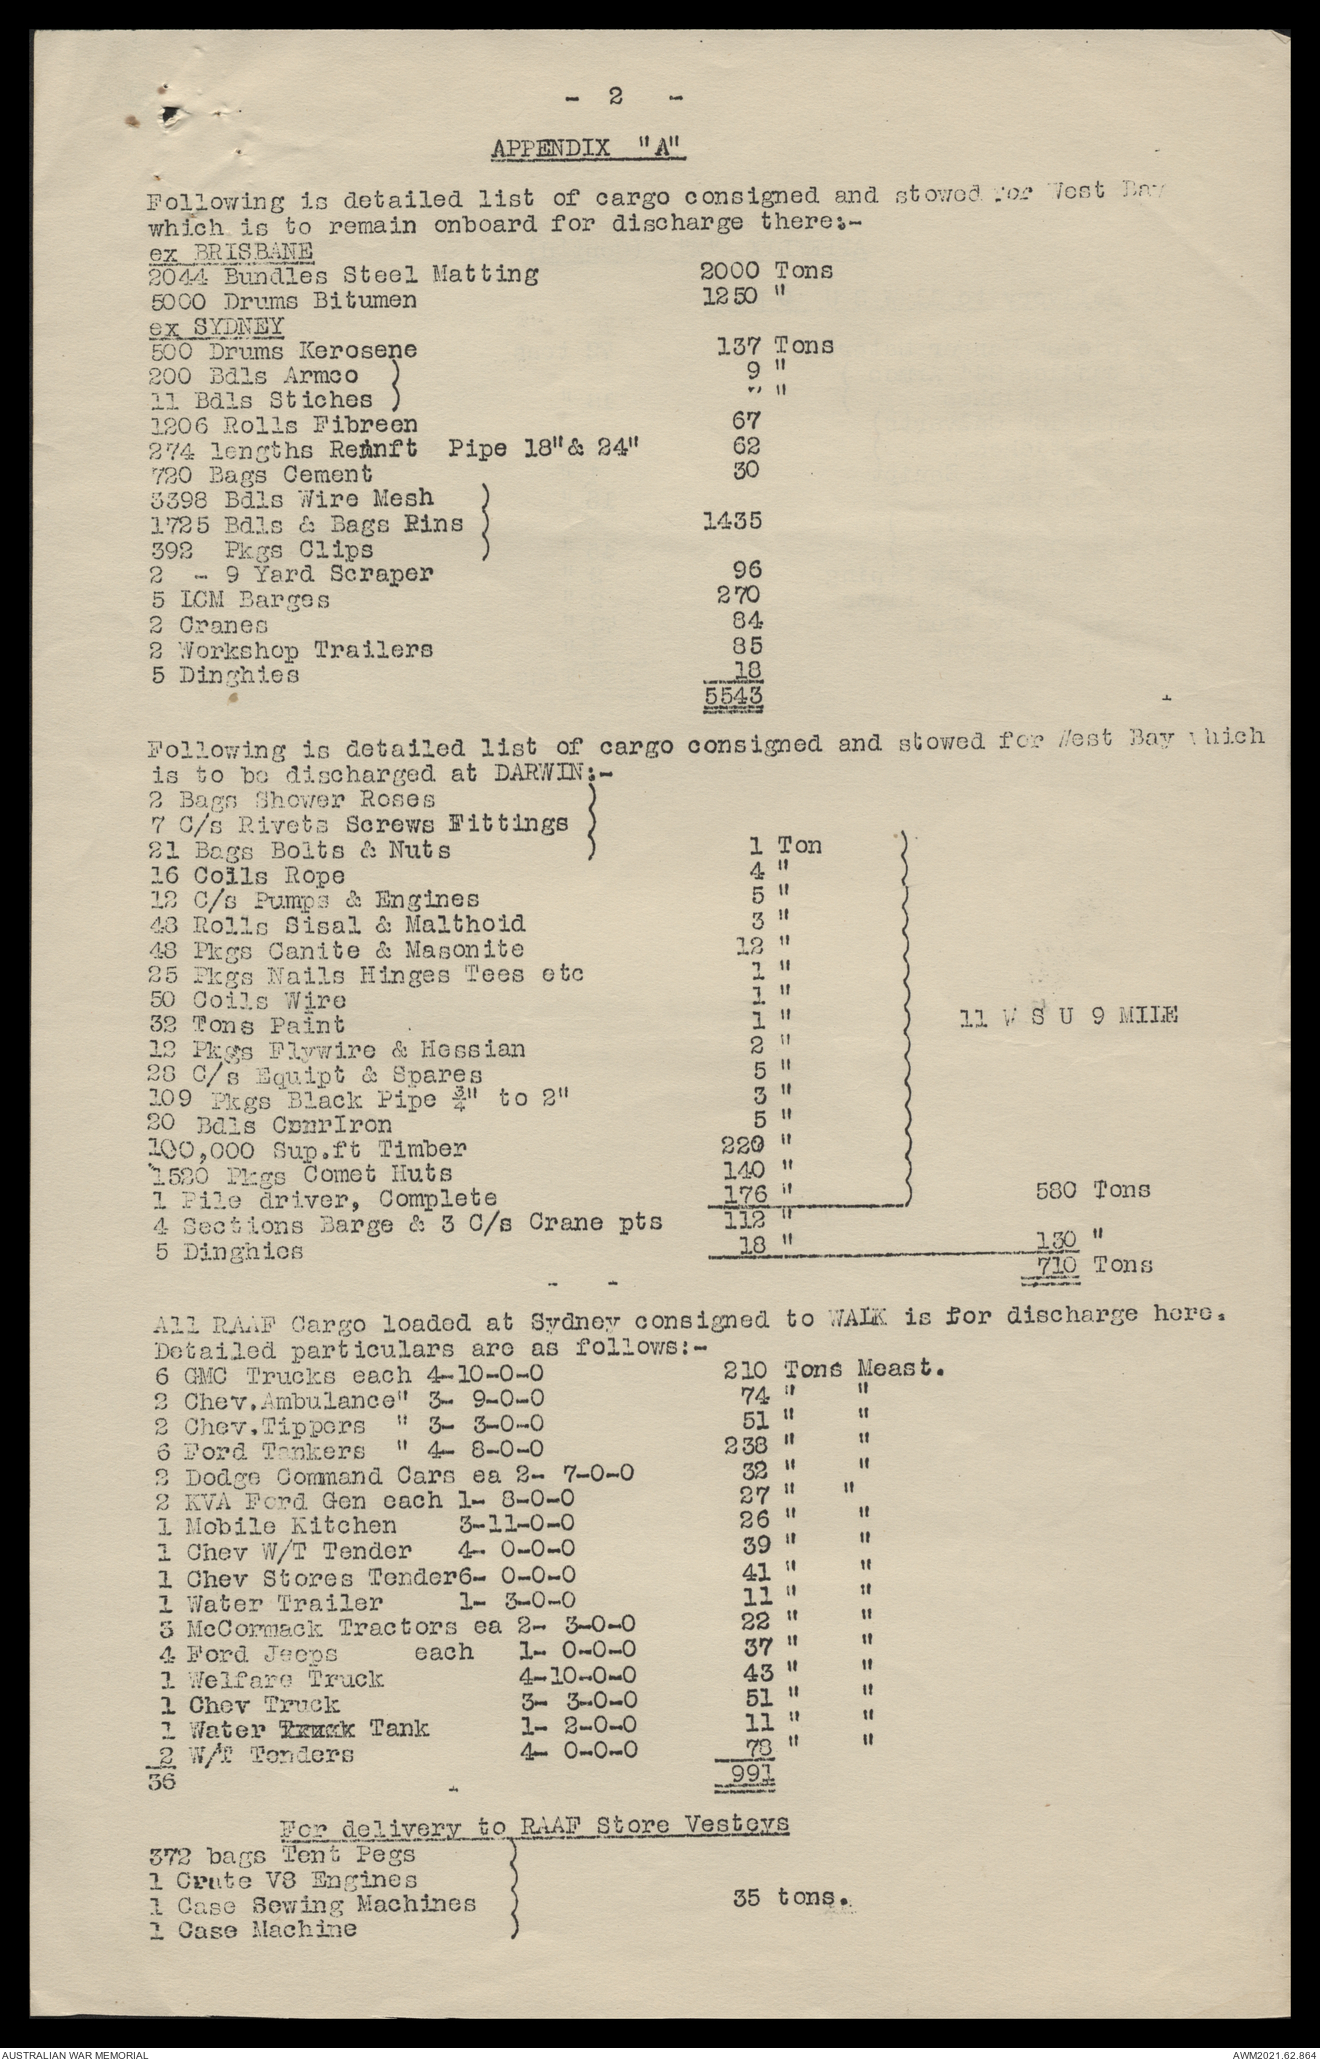 - 2 -
APPENDIX "A"
Following is detailed list of cargo consigned and stowed for West Bay
which is to remain onboard for discharge there:-
ex BRISBANE
2044 Bundles Steel Matting 2000 Tons
5000 Drums Bitumen 1250 "
ex SYDNEY
500 Drums Kerosene 137 Tons
200 Bdls Armco ) 9 "
11 Bdls Stiches ) " "
1206 Rolls Fibreen 67
274 lengths Reinft Pipe 18"& 24" 62
720 Bags Cement 30
3398 Bdls Wire Mesh )
1725 Bdls & Bags Pins ) 1435
392 Pkgs Clips )
2 - 9 Yard Scraper 96
5 LCM Barges 270
2 Cranes 84
2 Workshop Trailers 85
5 Dinghies 18
5543
Following is detailed list of cargo consigned and stowed for West Bay which
is to be discharged at DARWIN:-
2 Bags Shower Roses )
7 C/s Rivets Screws Fittings )
21 Bags Bolts & Nuts ) 1 Ton
16 Coils Rope 4 "
12 C/s Pumps & Engines 5 "
48 Rolls Sisal & Malthoid 3 "
48 Pkgs Canite & Masonite 12 "
25 Pkgs Nails Hinges Tees etc 1 "
50 Coils Wire 1 "
32 Tons Paint 1 " 11 W S U 9 MILE
12 Pkgs Flywire & Hessian 2 "
28 C/s Equipt & Spares 5 "
109 Pkgs Black Pipe ¾" to 2" 3 "
20 Bdls CornrIron 5 "
100,000 Sup.ft Timber 220 "
1520 Pkgs Comet Huts 140 "
1 Pile driver, Complete 176 " 580 Tons
4 Sections Barge & 3 C/s Crane pts 112 "
5 Dinghies 18 " 130 "
710 Tons
- -
All RAAF Cargo loaded at Sydney consigned to WALK is for discharge here.
Detailed particulars are as follows:-
6 GMC Trucks each 4-10-0-0 210 Tons Meast.
2 Chev.Ambulance" 3- 9-0-0 74 " "
2 Chev.Tippers " 3- 3-0-0 51 " "
6 Ford Tankers " 4- 8-0-0 238 " "
2 Dodge Command Cars ea 2- 7-0-0 32 " "
2 KVA Ford Gen each 1- 8-0-0 27 " "
1 Mobile Kitchen 3-11-0-0 26 " "
1 Chev W/T Tender 4- 0-0-0 39 " "
1 Chev Stores Tender6- 0-0-0 41 " "
1 Water Trailer 1- 3-0-0 11 " "
3 McCormack Tractors ea 2- 3-0-0 22 " "
4 Ford Jeeps each 1- 0-0-0 37 " "
1 Welfare Truck 4-10-0-0 43 " "
1 Chev Truck 3- 3-0-0 51 " "
1 Water Truck Tank 1- 2-0-0 11 " "
2 W/T Tenders 4- 0-0-0 78 " "
36 991
For delivery to RAAF Store Vesteys
372 bags Tent Pegs )
1 Crate V8 Engines )
1 Case Sewing Machines ) 35 tons.
1 Case Machine )
AUSTRALIAN WAR MEMORIAL AWM2021.62.864